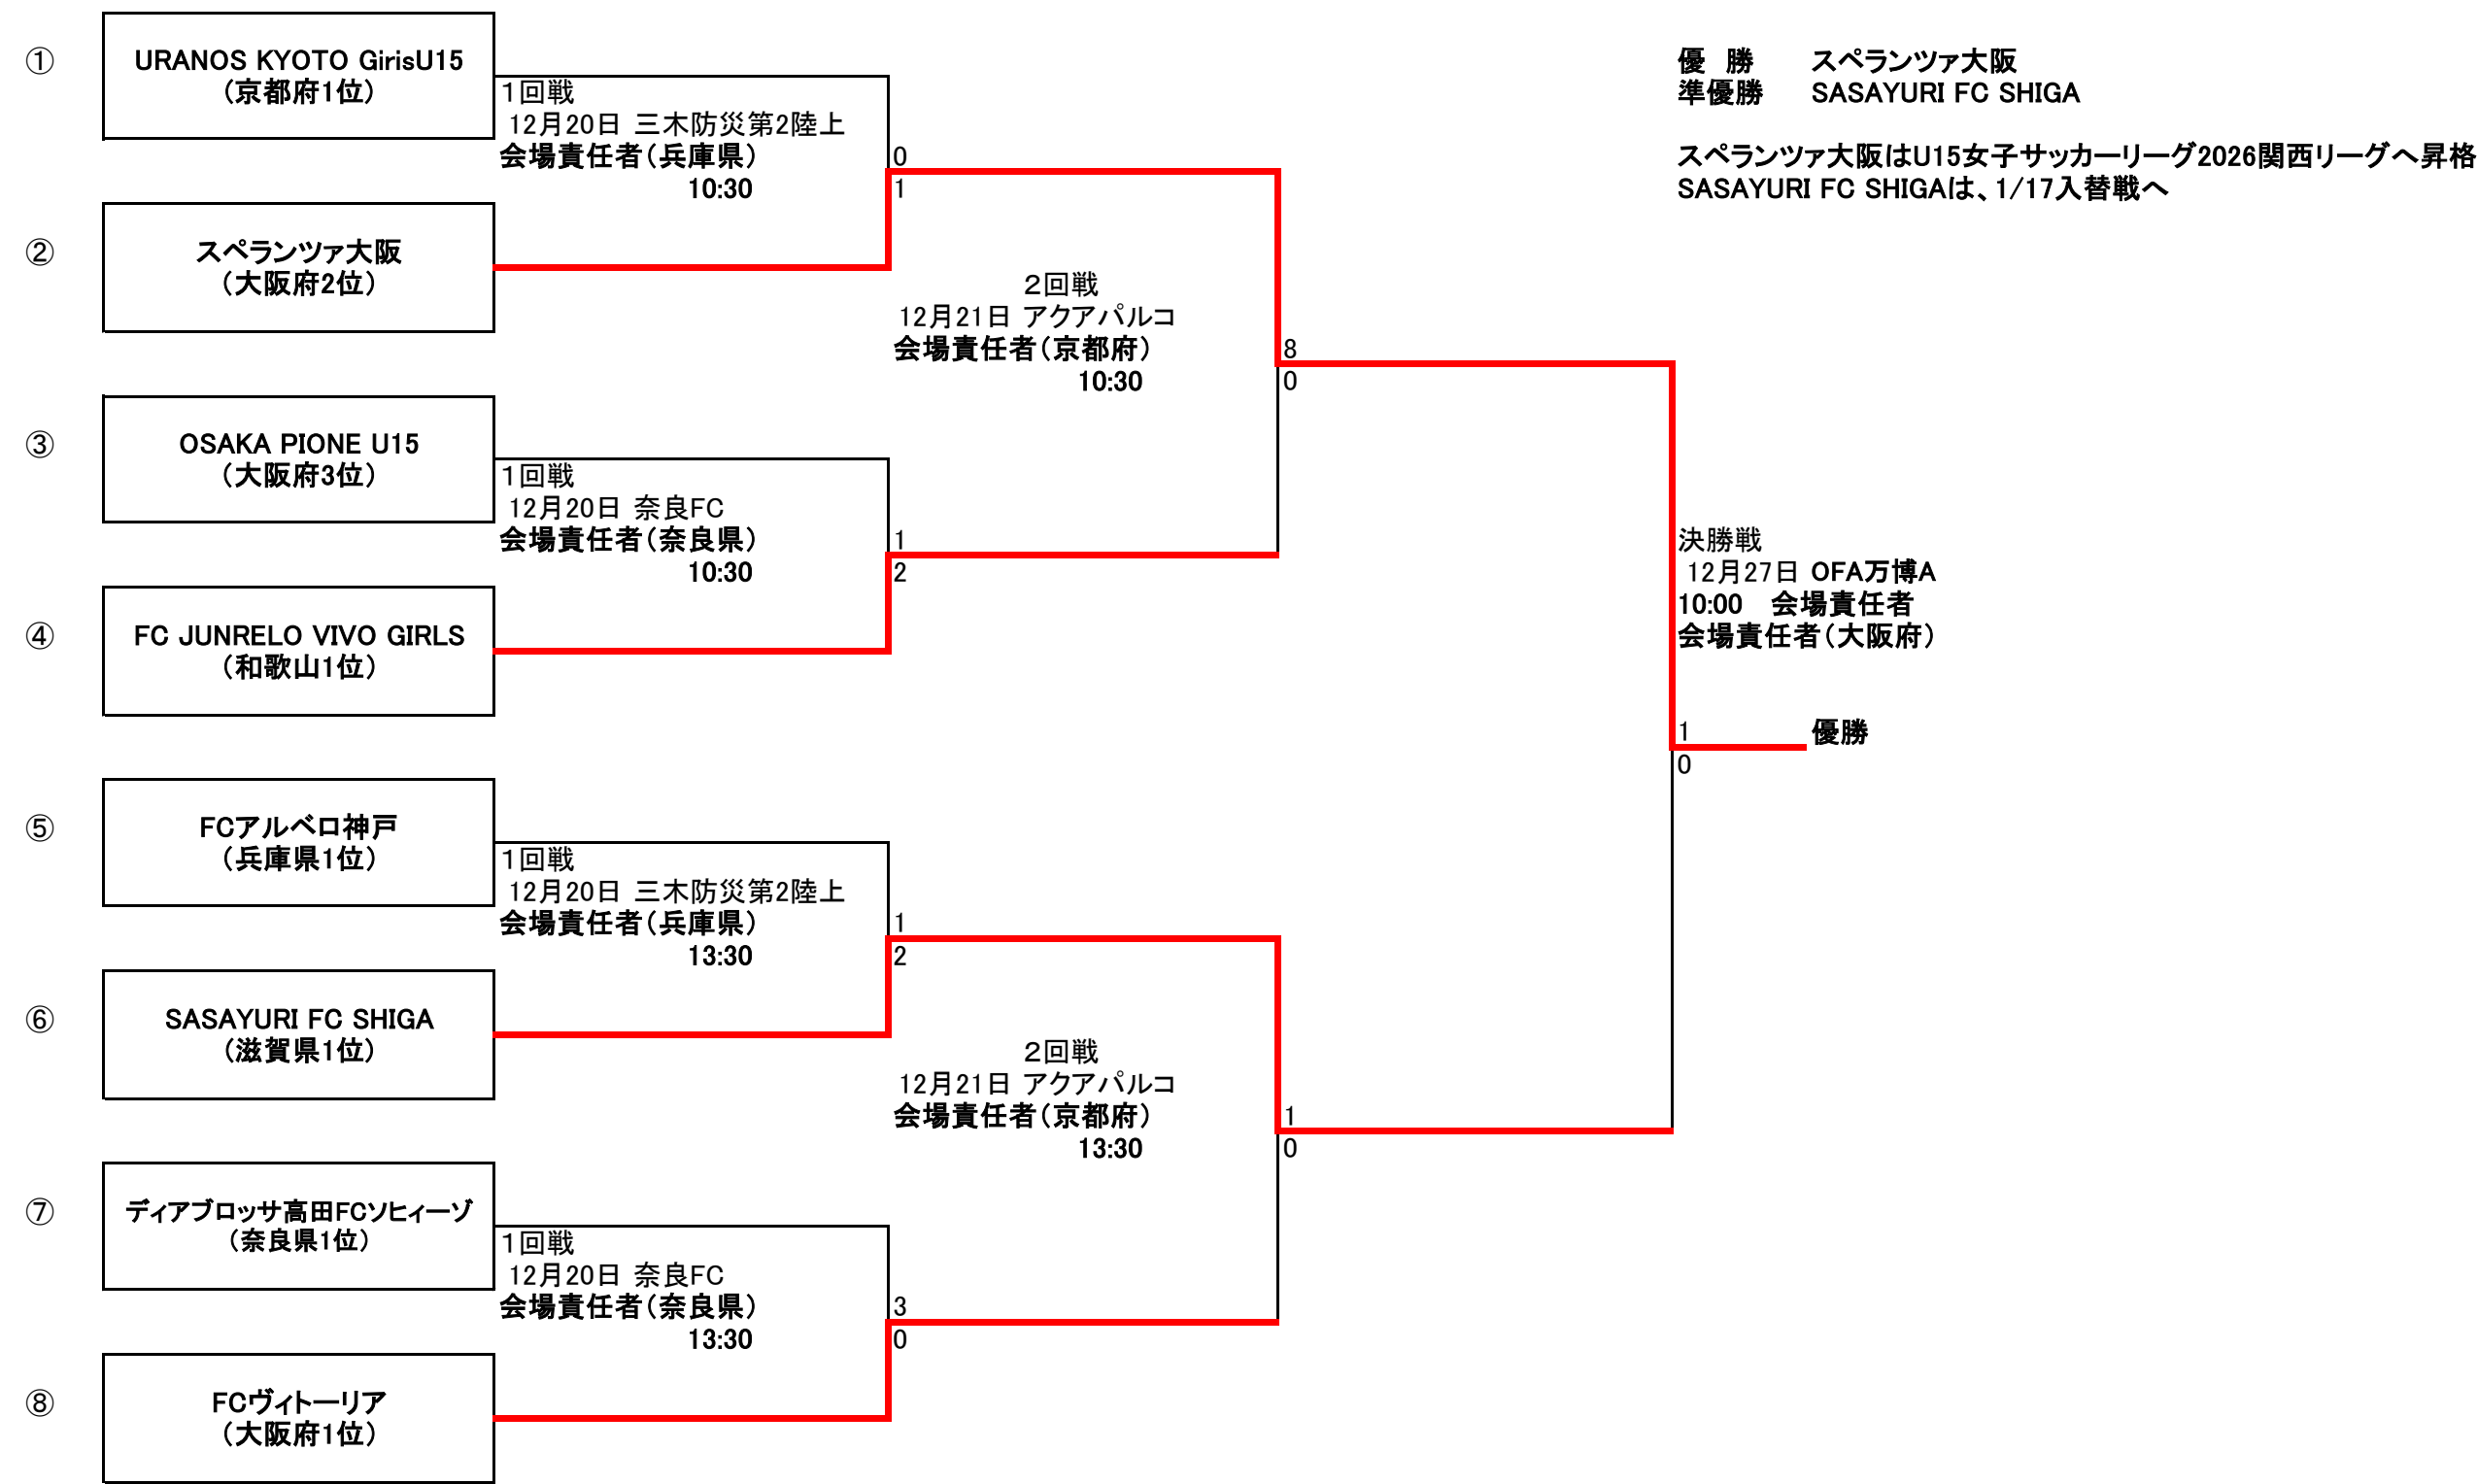 ①
URANOS KYOTO GirisU15
（京都府1位）
1回戦
12月20日 三木防災第2陸上
会場責任者（兵庫県）
10:30
0
1
②
スペランツァ大阪
（大阪府2位）
2回戦
12月21日 アクアパルコ
会場責任者（京都府）
10:30
8
0
③
OSAKA PIONE U15
（大阪府3位）
1回戦
12月20日 奈良FC
会場責任者（奈良県）
10:30
1
2
④
FC JUNRELO VIVO GIRLS
（和歌山1位）
⑤
FCアルベロ神戸
（兵庫県1位）
1回戦
12月20日 三木防災第2陸上
会場責任者（兵庫県）
13:30
1
2
⑥
SASAYURI FC SHIGA
（滋賀県1位）
2回戦
12月21日 アクアパルコ
会場責任者（京都府）
13:30
1
0
⑦
ディアブロッサ高田FCソヒィーゾ
（奈良県1位）
1回戦
12月20日 奈良FC
会場責任者（奈良県）
13:30
3
0
⑧
FCヴィトーリア
（大阪府1位）
決勝戦
12月27日 OFA万博A
10:00　会場責任者
会場責任者（大阪府）
1
0
優勝
優　勝　　スペランツァ大阪
準優勝　　SASAYURI FC SHIGA
スペランツァ大阪はU15女子サッカーリーグ2026関西リーグへ昇格
SASAYURI FC SHIGAは、1/17入替戦へ